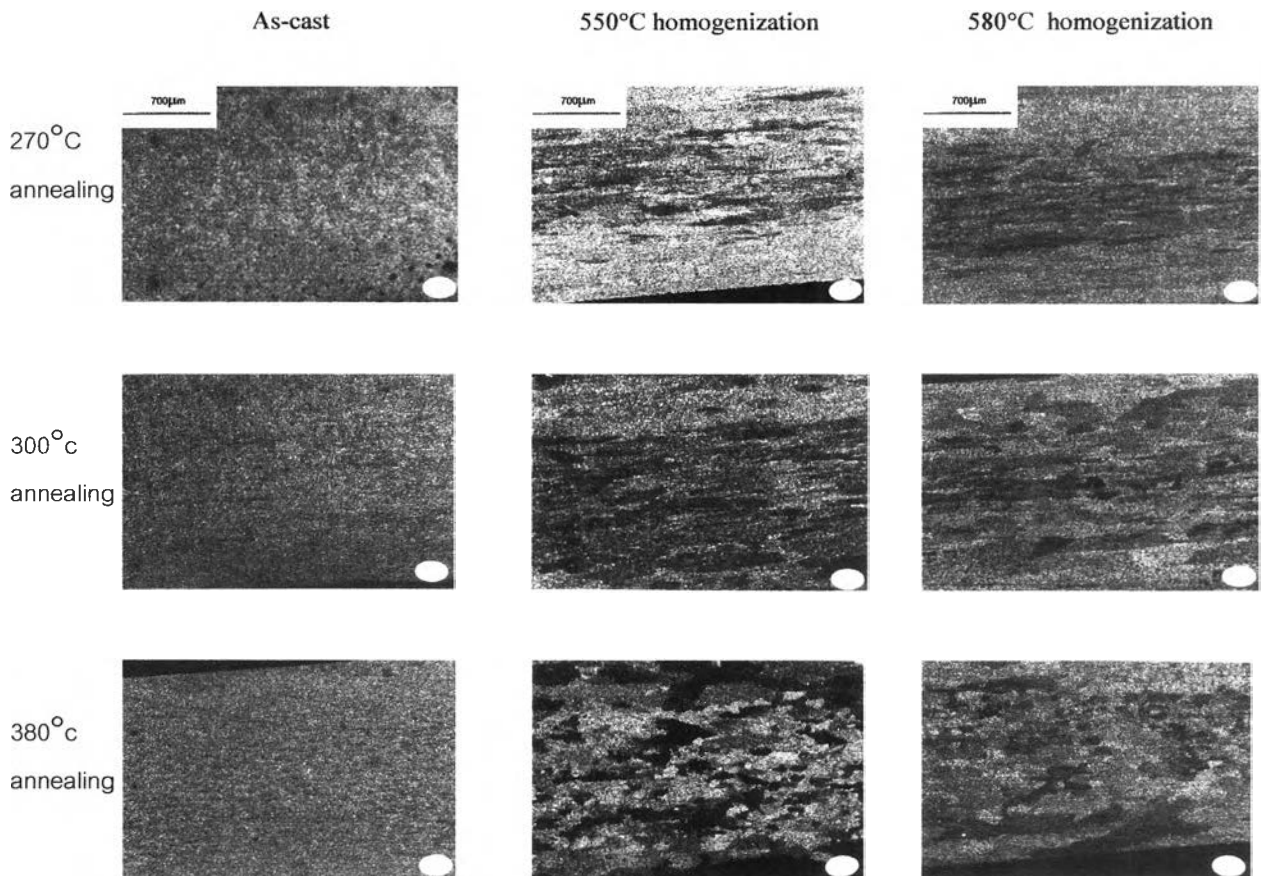 As-cast
550°C homogenization
580°C homogenization
700µm
700µm
700µm
270°C
annealing
300°c
annealing
380°c
annealing